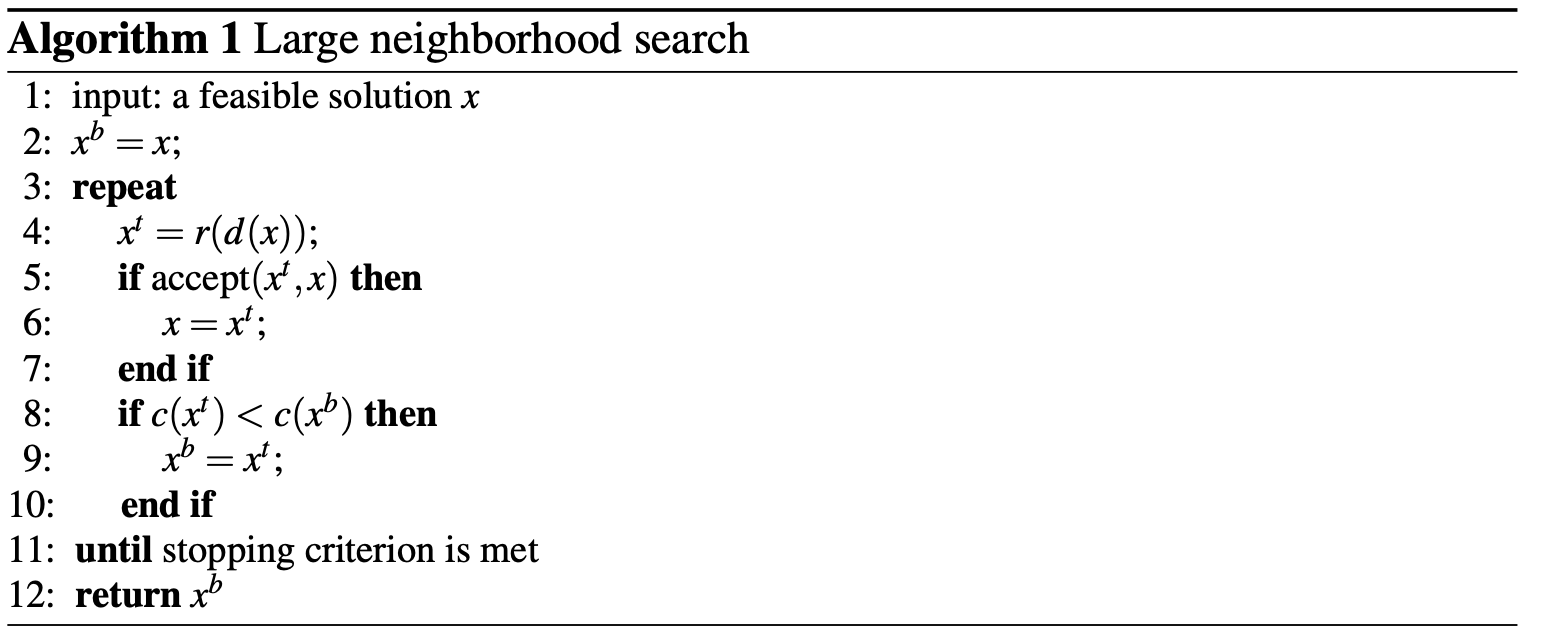 Algorithm 1 Large neighborhood search
1: input: a feasible solution x
2: x^b = x;
3: repeat
4: x^t = r(d(x));
5: if accept(x^t, x) then
6: x = x^t;
7: end if
8: if c(x^t) < c(x^b) then
9: x^b = x^t;
10: end if
11: until stopping criterion is met
12: return x^b